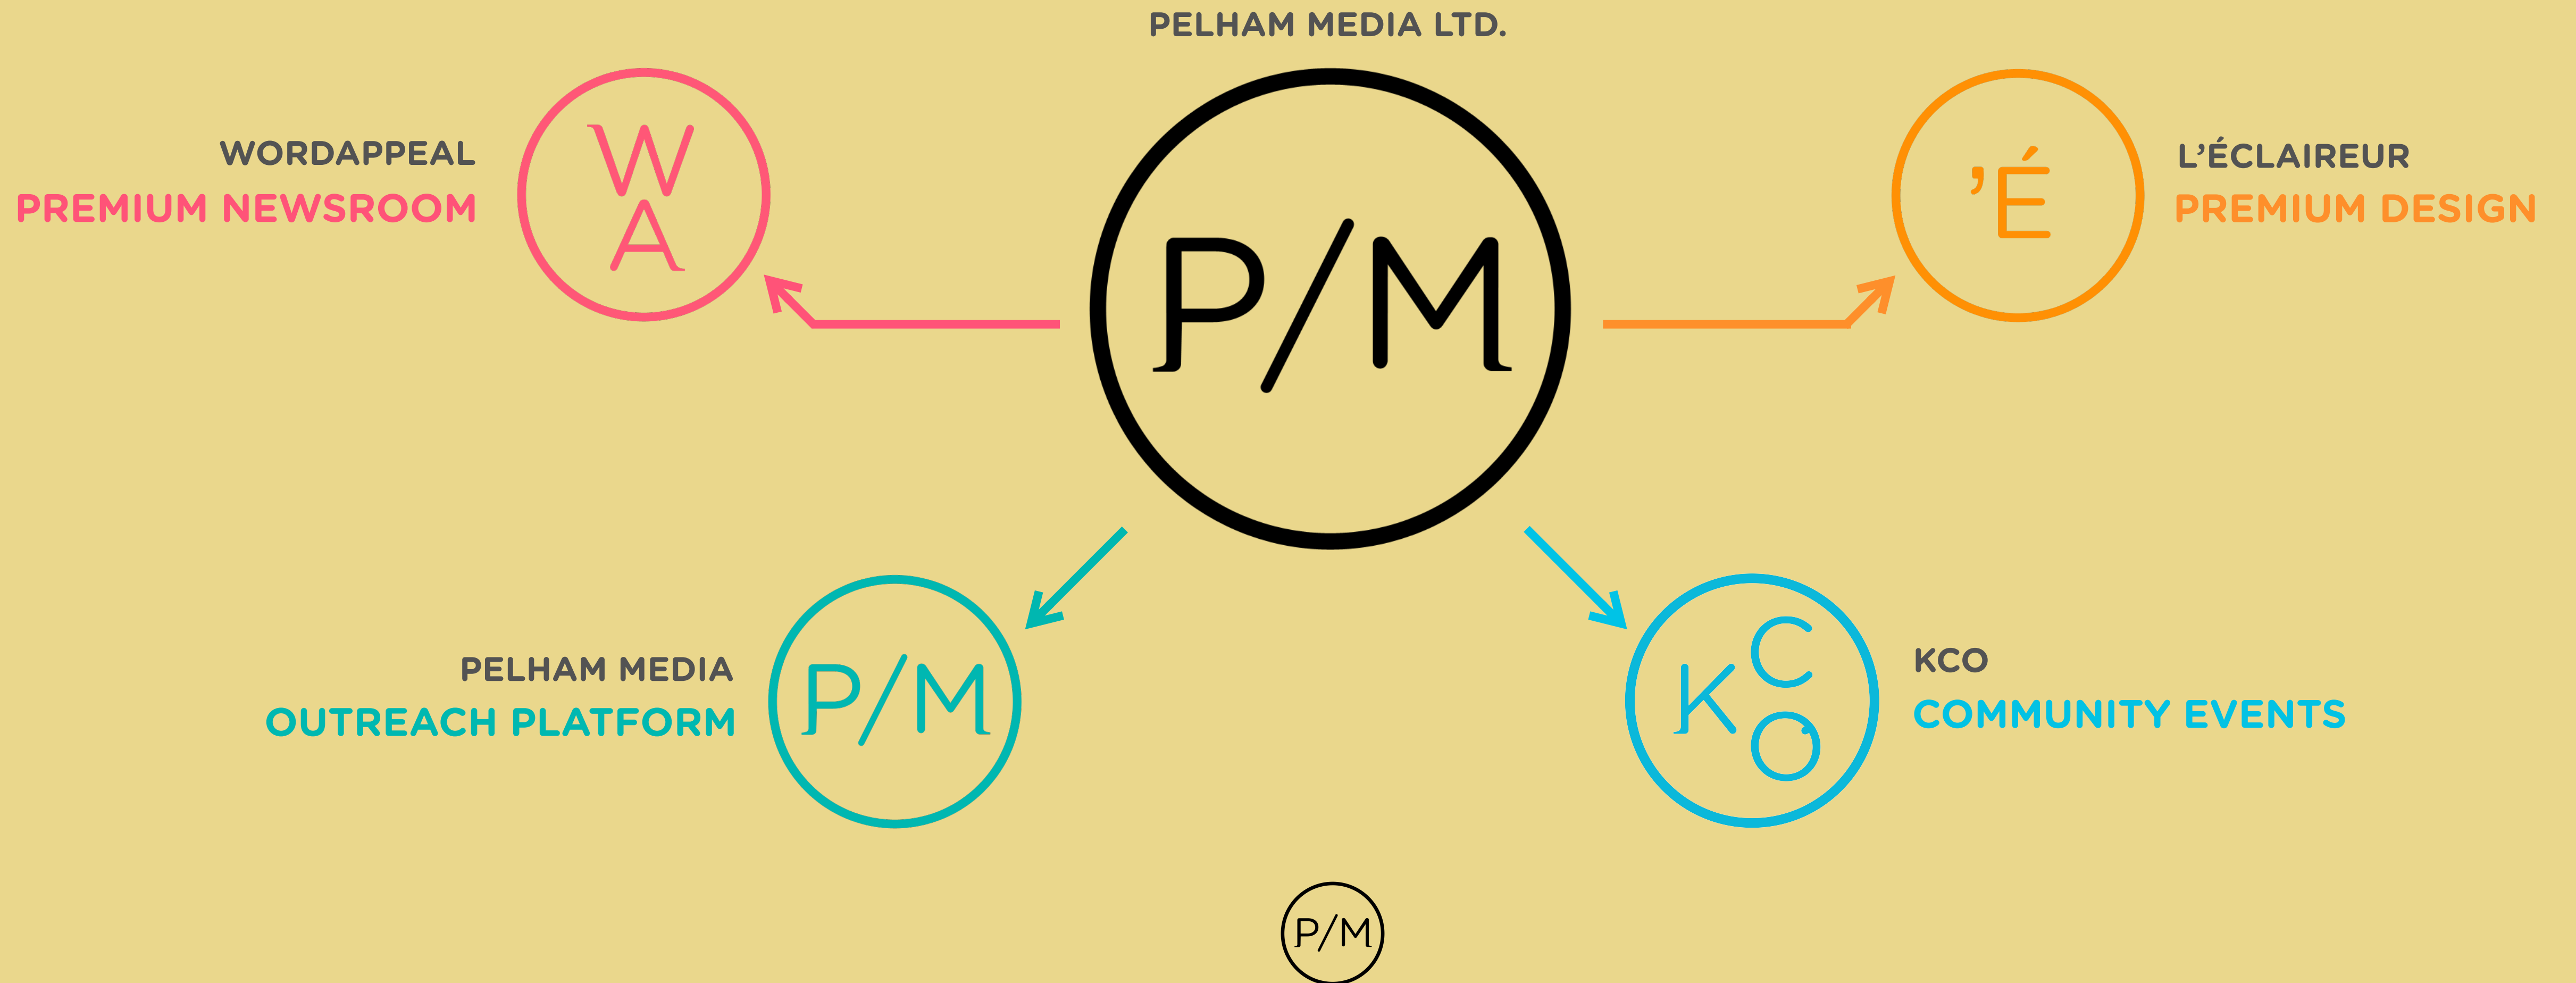 PELHAM MEDIA LTD.
WORDAPPEAL
PREMIUM NEWSROOM
W
A
P/M
’É
L’ÉCLAIREUR
PREMIUM DESIGN
PELHAM MEDIA
OUTREACH PLATFORM
P/M
K
C
O
KCO
COMMUNITY EVENTS
P/M